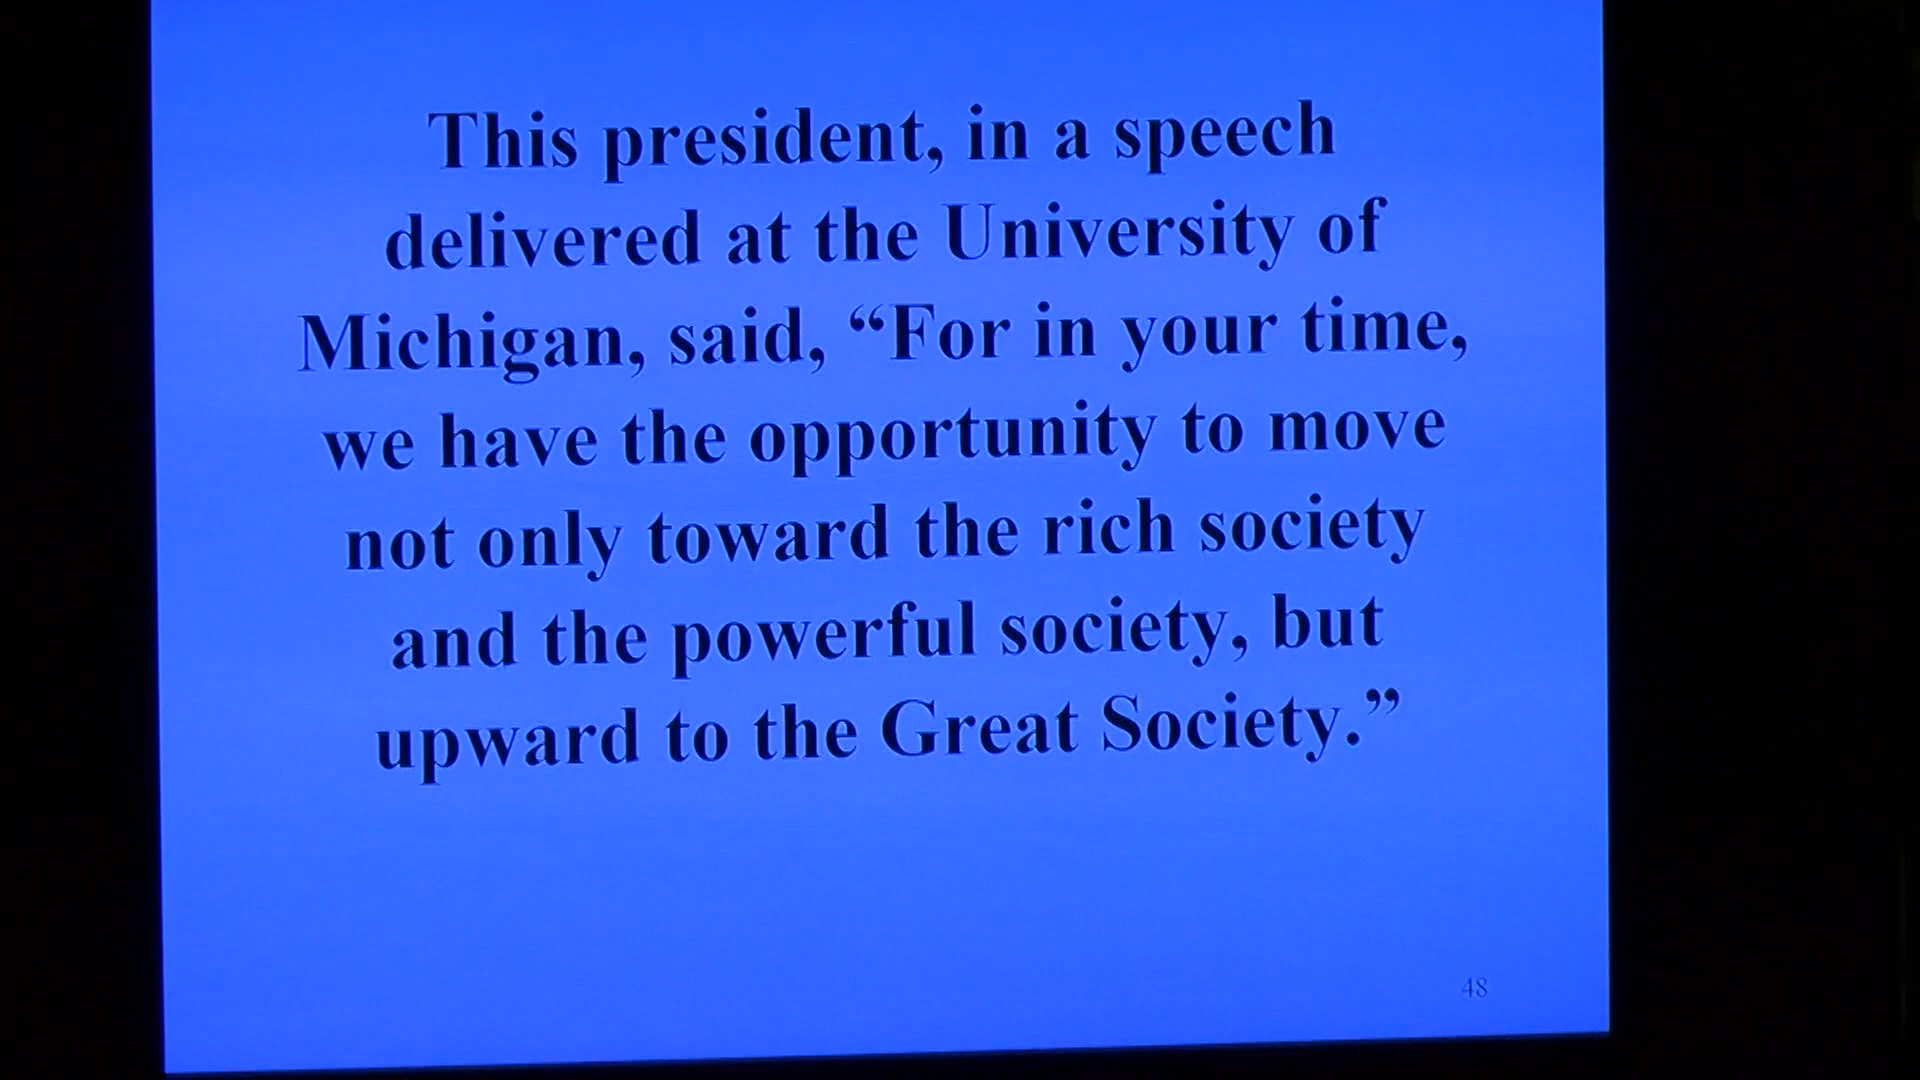 This president, in a speech
delivered at the University of
Michigan, said, “For in your time,
we have the opportunity to move
not only toward the rich society
and the powerful society, but
upward to the Great Society.”
48